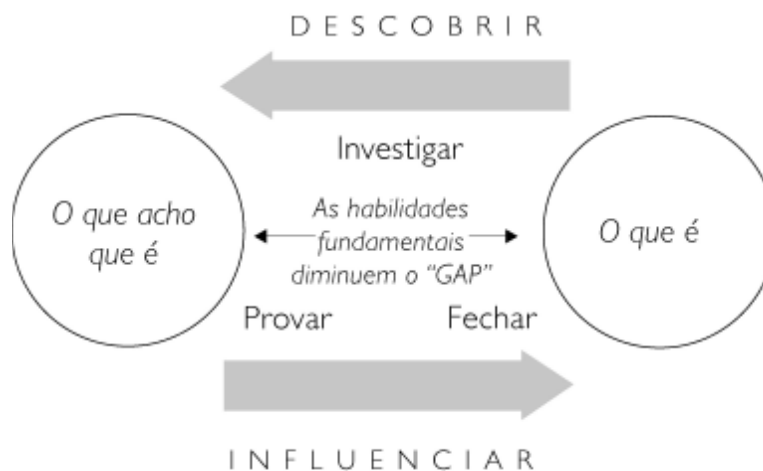 DESCOBRIR
Investigar
O que acho
que é
As habilidades
fundamentais
diminuem o “GAP”
O que é
Provar
Fechar
INFLUENCIAR